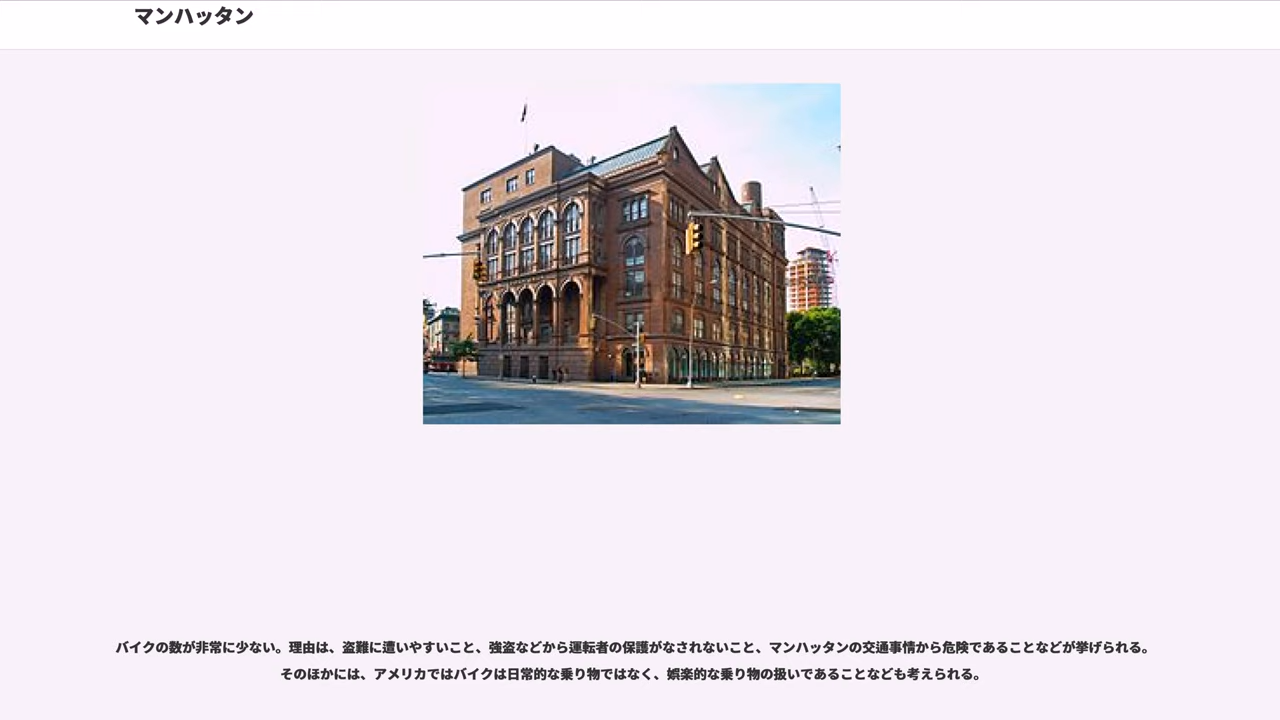 マンハッタン
バイクの数が非常に少ない。理由は、盗難に遭いやすいこと、強盗などから運転者の保護がなされないこと、マンハッタンの交通事情から危険であることなどが挙げられる。
そのほかには、アメリカではバイクは日常的な乗り物ではなく、娯楽的な乗り物の扱いであることなども考えられる。